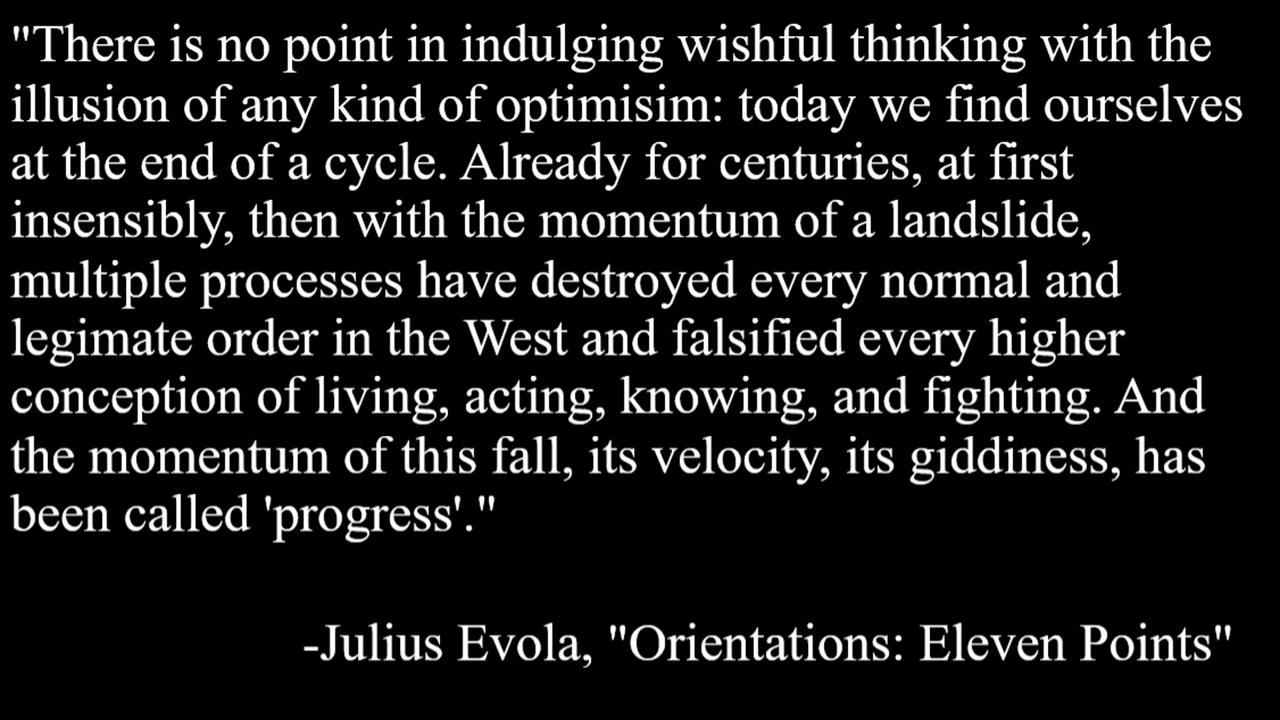 "There is no point in indulging wishful thinking with the
illusion of any kind of optimisim: today we find ourselves
at the end of a cycle. Already for centuries, at first
insensibly, then with the momentum of a landslide,
multiple processes have destroyed every normal and
legimate order in the West and falsified every higher
conception of living, acting, knowing, and fighting. And
the momentum of this fall, its velocity, its giddiness, has
been called 'progress'."
-Julius Evola, "Orientations: Eleven Points"